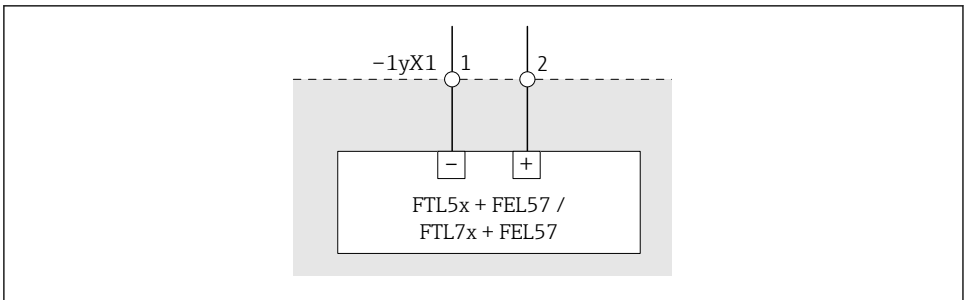 −1yX1 1 2
− +
FTL5x + FEL57 /
FTL7x + FEL57